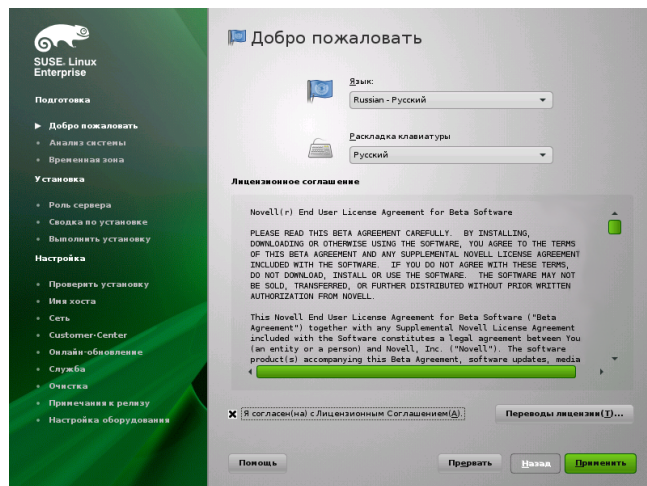 SUSE. Linux
Enterprise
Подготовка
Добро пожаловать
Анализ системы
Временная зона
Установка
Роль сервера
Сводка по установке
Выполнить установку
Настройка
Проверить установку
Имя хоста
Сеть
Customer-Center
Онлайн-обновление
Служба
Очистка
Примечания к релизу
Настройка оборудования
Добро пожаловать
Язык:
Russian - Русский
Раскладка клавиатуры
Русский
Лицензионное соглашение
Novell(r) End User License Agreement for Beta Software
PLEASE READ THIS BETA AGREEMENT CAREFULLY. BY INSTALLING,
DOWNLOADING OR OTHERWISE USING THE SOFTWARE, YOU AGREE TO THE TERMS
OF THIS BETA AGREEMENT AND ANY SUPPLEMENTAL NOVELL LICENSE AGREEMENT
INCLUDED WITH THE SOFTWARE. IF YOU DO NOT AGREE WITH THESE TERMS,
DO NOT DOWNLOAD, INSTALL OR USE THE SOFTWARE. THE SOFTWARE MAY NOT
BE SOLD, TRANSFERRED, OR FURTHER DISTRIBUTED WITHOUT PRIOR WRITTEN
AUTHORIZATION FROM NOVELL.
This Novell End User License Agreement for Beta Software ("Beta
Agreement") together with any Supplemental Novell License Agreement
included with the Software constitutes a legal agreement between You
(an entity or a person) and Novell, Inc. ("Novell"). The software
product(s) accompanying this Beta Agreement, software updates, media
Я согласен(на) с Лицензионным Соглашением(А).
Переводы лицензии(Т)...
Помощь
Прервать
Назад
Применять